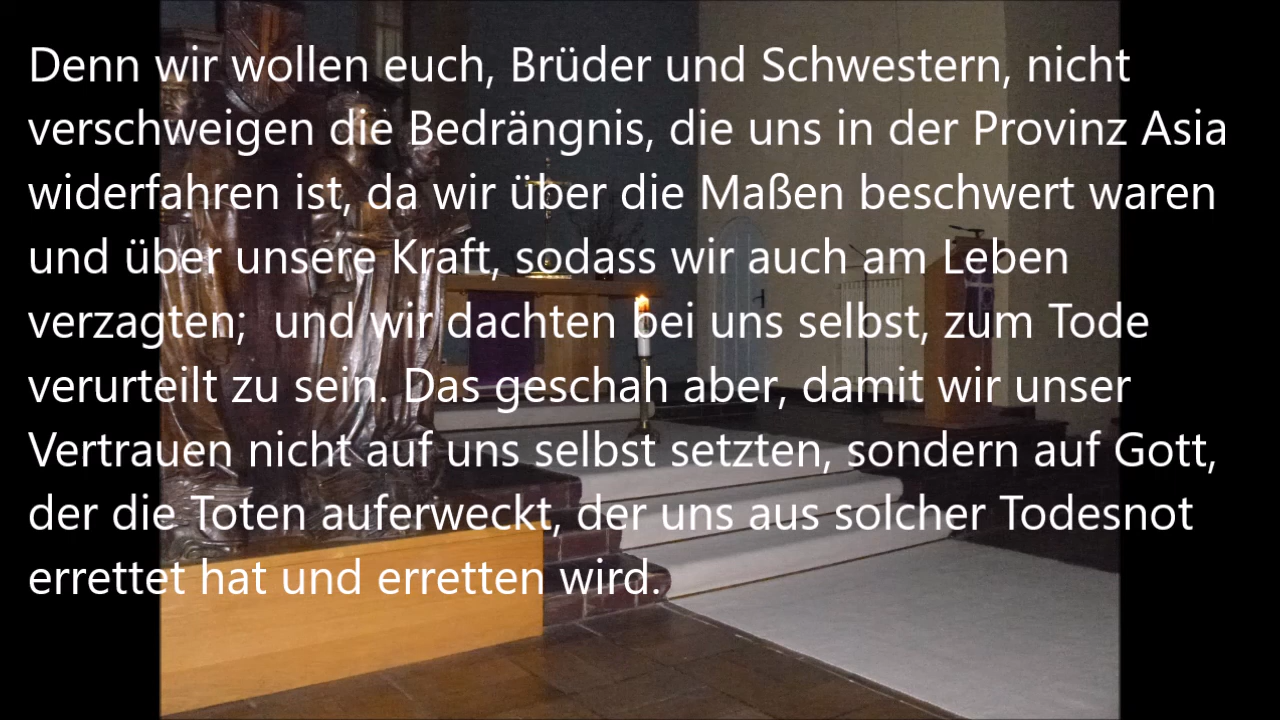 Denn wir wollen euch, Brüder und Schwestern, nicht
verschweigen die Bedrängnis, die uns in der Provinz Asia
widerfahren ist, da wir über die Maßen beschwert waren
und über unsere Kraft, sodass wir auch am Leben
verzagten;  und wir dachten bei uns selbst, zum Tode
verurteilt zu sein. Das geschah aber, damit wir unser
Vertrauen nicht auf uns selbst setzten, sondern auf Gott,
der die Toten auferweckt, der uns aus solcher Todesnot
errettet hat und erretten wird.